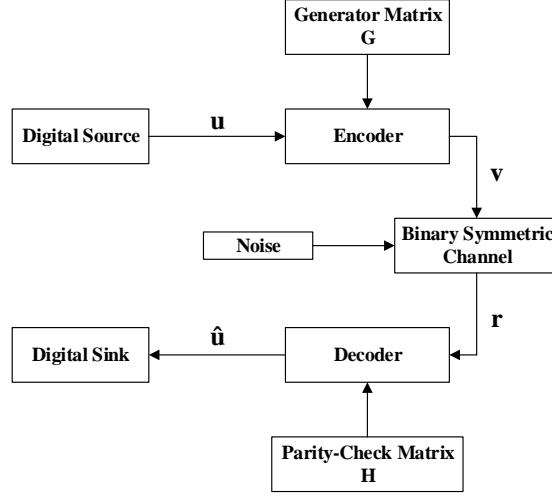 Generator Matrix
G
Digital Source
u
Encoder
v
Noise
Binary Symmetric
Channel
r
Digital Sink
û
Decoder
Parity-Check Matrix
H